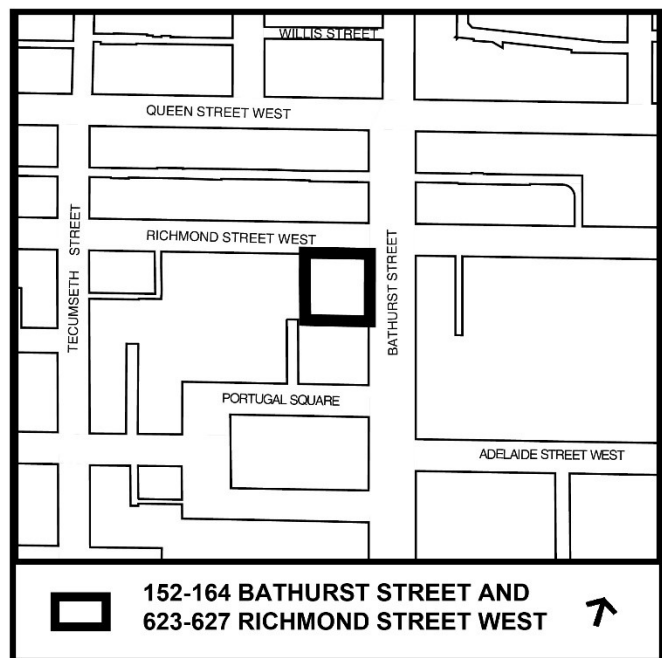 WILLIS STREET
QUEEN STREET WEST
RICHMOND STREET WEST
TECUMSETH STREET
BATHURST STREET
PORTUGAL SQUARE
ADELAIDE STREET WEST
152-164 BATHURST STREET AND
623-627 RICHMOND STREET WEST